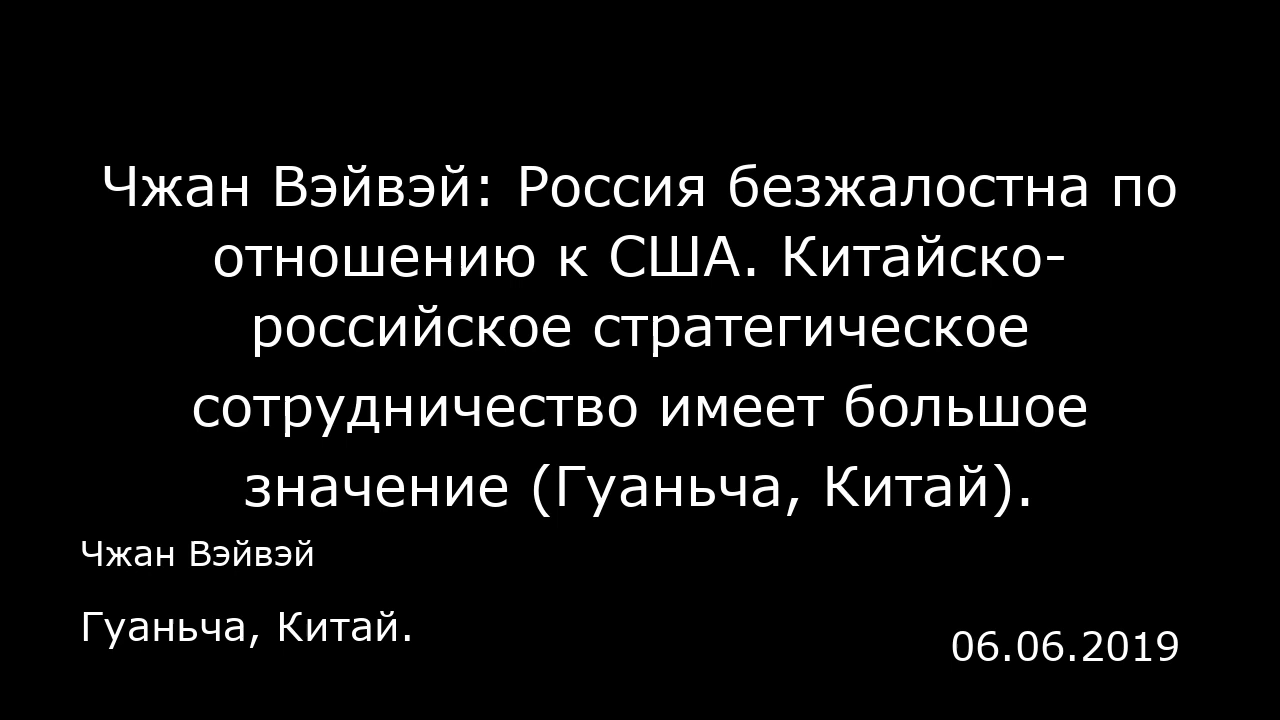 Чжан Вэйвэй: Россия безжалостна по
отношению к США. Китайско-
российское стратегическое
сотрудничество имеет большое
значение (Гуаньча, Китай).
Чжан Вэйвэй
Гуаньча, Китай.
06.06.2019